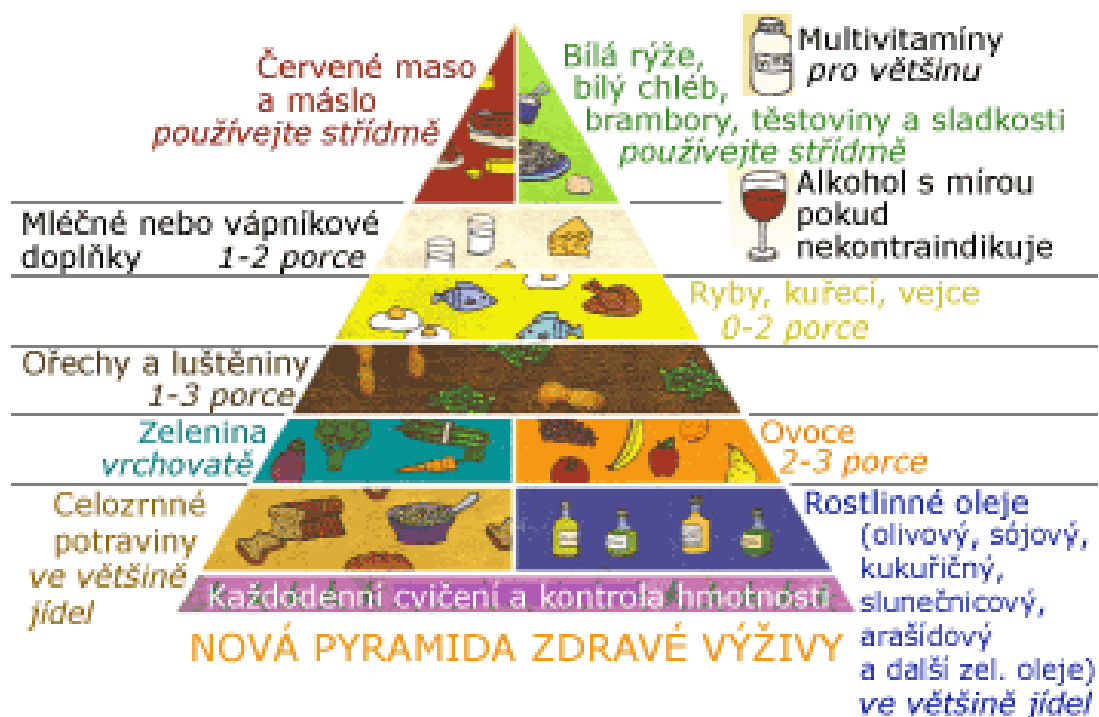 Červené maso
a máslo
používejte střídmě
Bílá rýže,
bílý chléb,
brambory, těstoviny a sladkosti
používejte střídmě
Multivitamíny
pro většinu
Alkohol s mírou
pokud
nekontraindikuje
Mléčné nebo vápníkové
doplňky 1-2 porce
Ryby, kuřecí, vejce
0-2 porce
Ořechy a luštěniny
1-3 porce
Zelenina
vrchovatě
Ovoce
2-3 porce
Celozrnné
potraviny
ve většině
jídel
Rostlinné oleje
(olivový, sójový,
kukuřičný,
slunečnicový,
arašídový
a další zel. oleje)
ve většině jídel
Každodenní cvičení a kontrola hmotnosti
NOVÁ PYRAMIDA ZDRAVÉ VÝŽIVY